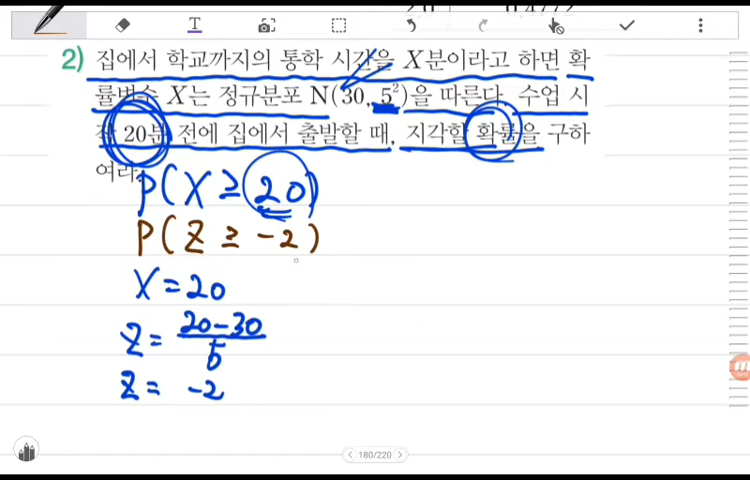 2) 집에서 학교까지의 통학 시간을 X분이라고 하면 확
률변수 X는 정규분포 N(30, 5²)을 따른다. 수업 시
작 20분 전에 집에서 출발할 때, 지각할 확률을 구하
여라.
P(X ≥ 20)
P(Z ≥ -2)
X = 20
Z = \frac{20-30}{5}
Z = -2
180/220